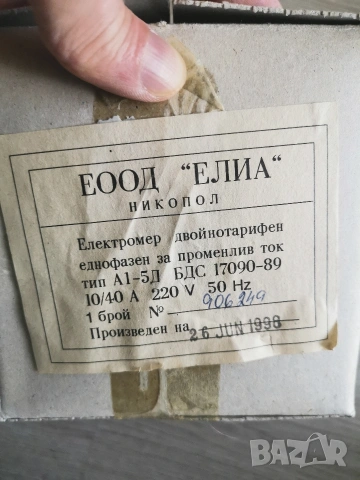 ЕООД "ЕЛИА"
НИКОПОЛ
Електромер двойнотарифен
еднофазен за променлив ток
тип А1-5Д БДС 17090-89
10/40 А 220 V 50 Hz
1 брой № 906249
Произведен на 26 JUN 1998
BAZAR